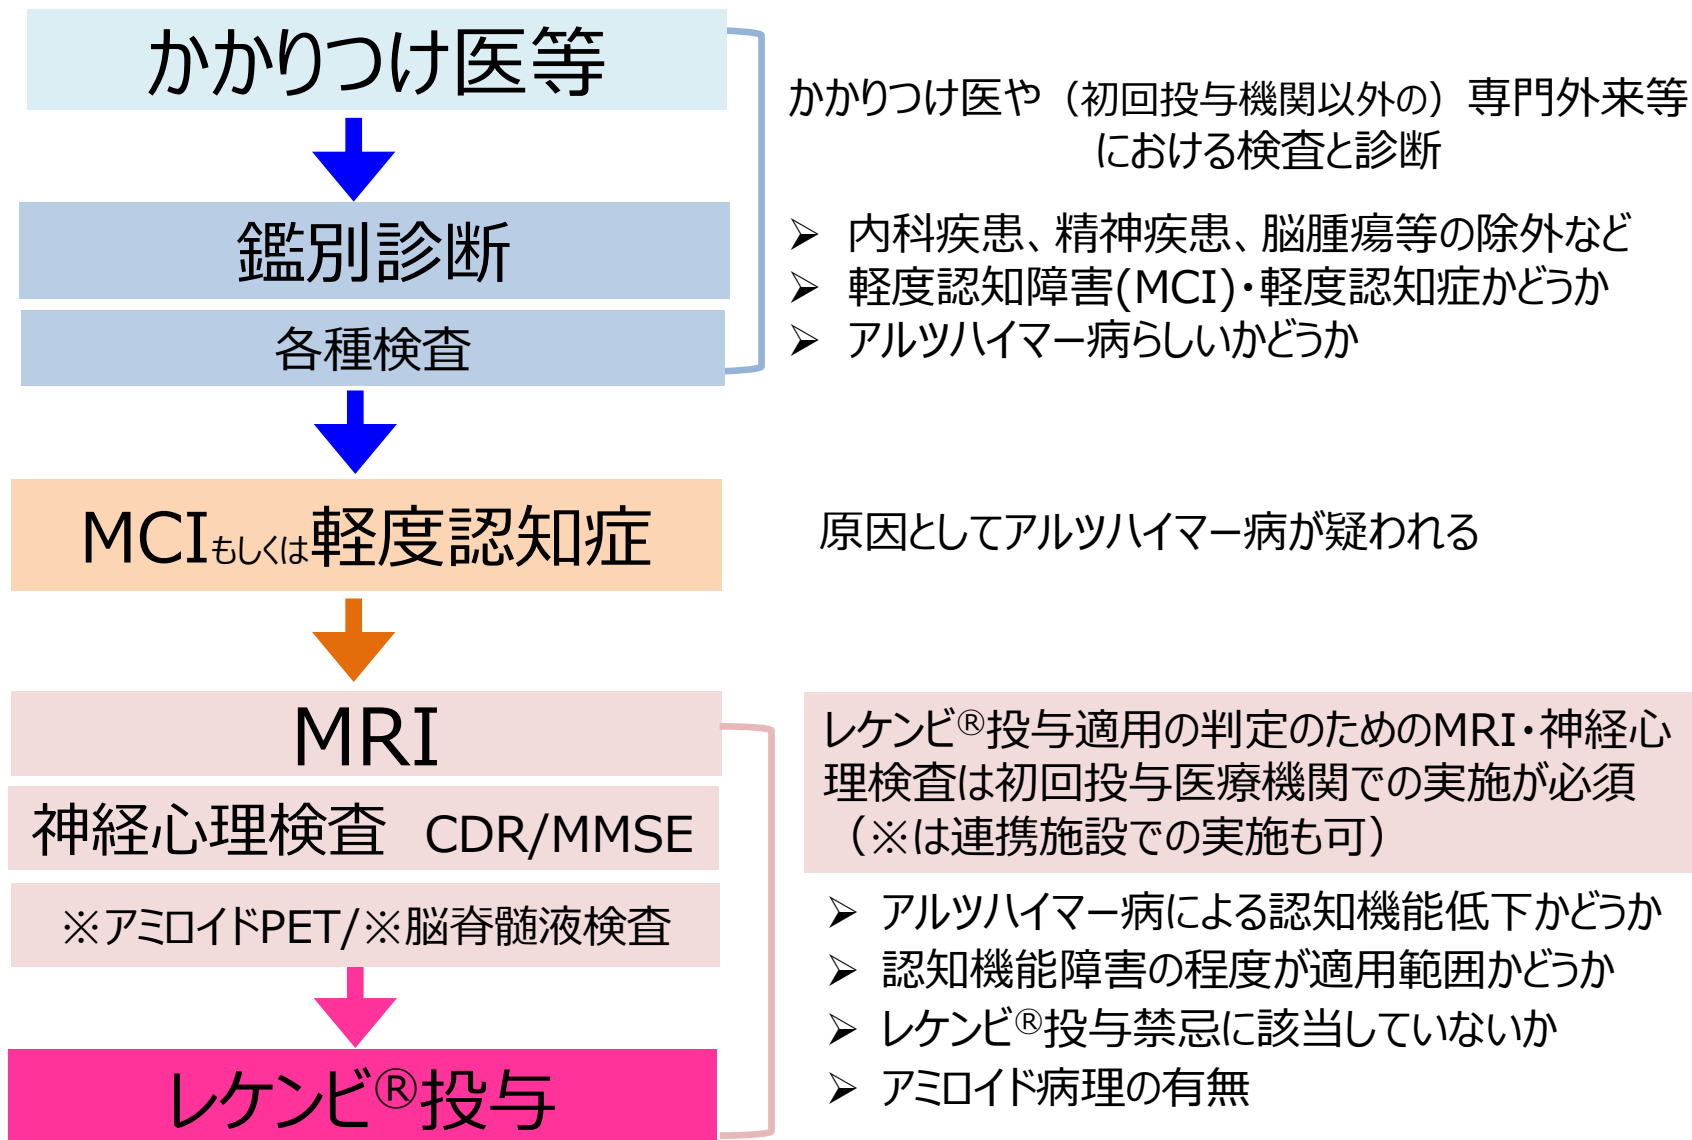 かかりつけ医等
かかりつけ医や（初回投与機関以外の）専門外来等
における検査と診断
鑑別診断
各種検査
➢ 内科疾患、精神疾患、脳腫瘍等の除外など
➢ 軽度認知障害(MCI)・軽度認知症かどうか
➢ アルツハイマー病らしいかどうか
MCIもしくは軽度認知症
原因としてアルツハイマー病が疑われる
MRI
神経心理検査 CDR/MMSE
※アミロイドPET/※脳脊髄液検査
レケンビ®投与
レケンビ®投与適用の判定のためのMRI・神経心
理検査は初回投与医療機関での実施が必須
（※は連携施設での実施も可）
➢ アルツハイマー病による認知機能低下かどうか
➢ 認知機能障害の程度が適用範囲かどうか
➢ レケンビ®投与禁忌に該当していないか
➢ アミロイド病理の有無